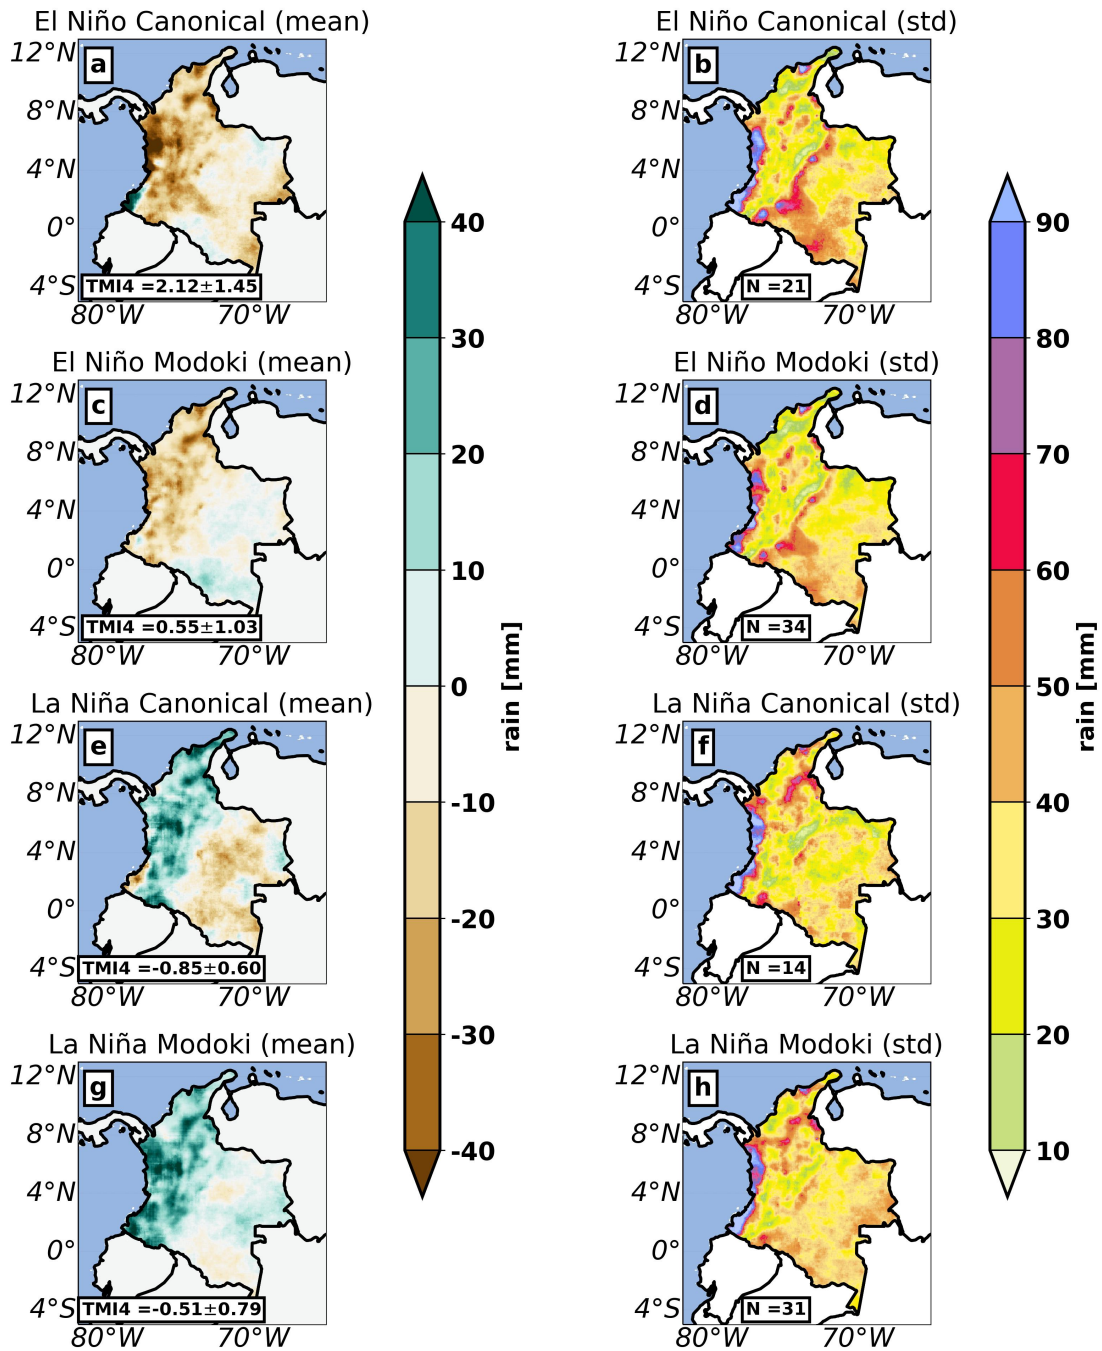 El Niño Canonical (mean)
El Niño Canonical (std)
12°N
a
12°N
b
8°N
8°N
4°N
4°N
0°
0°
4°S
TMI4 =2.12±1.45
4°S
N =21
80°W 70°W
80°W 70°W
El Niño Modoki (mean)
El Niño Modoki (std)
12°N
c
12°N
d
8°N
8°N
4°N
4°N
0°
0°
4°S
TMI4 =0.55±1.03
4°S
N =34
80°W 70°W
80°W 70°W
La Niña Canonical (mean)
La Niña Canonical (std)
12°N
e
12°N
f
8°N
8°N
4°N
4°N
0°
0°
4°S
TMI4 =-0.85±0.60
4°S
N =14
80°W 70°W
80°W 70°W
La Niña Modoki (mean)
La Niña Modoki (std)
12°N
g
12°N
h
8°N
8°N
4°N
4°N
0°
0°
4°S
TMI4 =-0.51±0.79
4°S
N =31
80°W 70°W
80°W 70°W
40
30
20
10
0
-10
-20
-30
-40
rain [mm]
90
80
70
60
50
40
30
20
10
rain [mm]